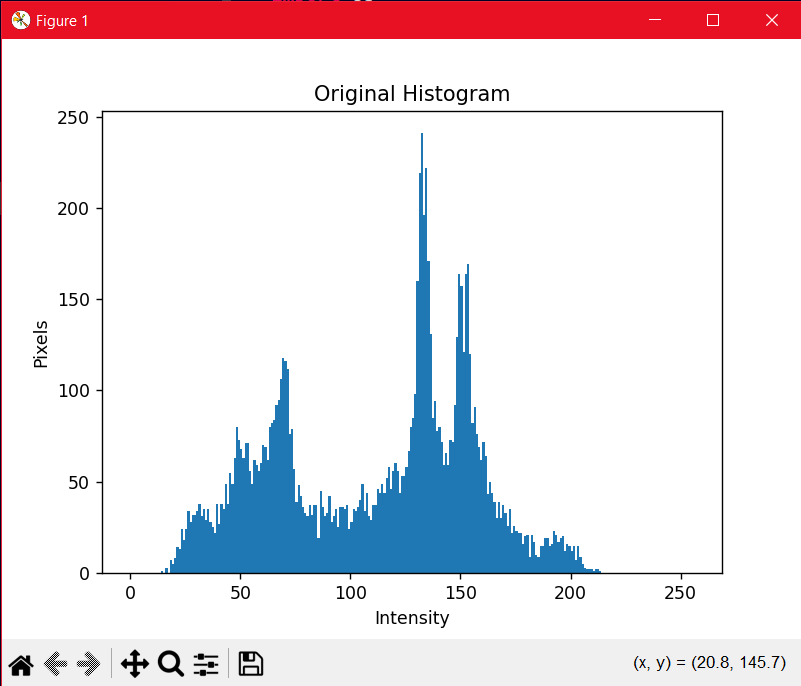 Figure 1
Original Histogram
250
200
150
100
50
0
Pixels
0 50 100 150 200 250
Intensity
(x, y) = (20.8, 145.7)